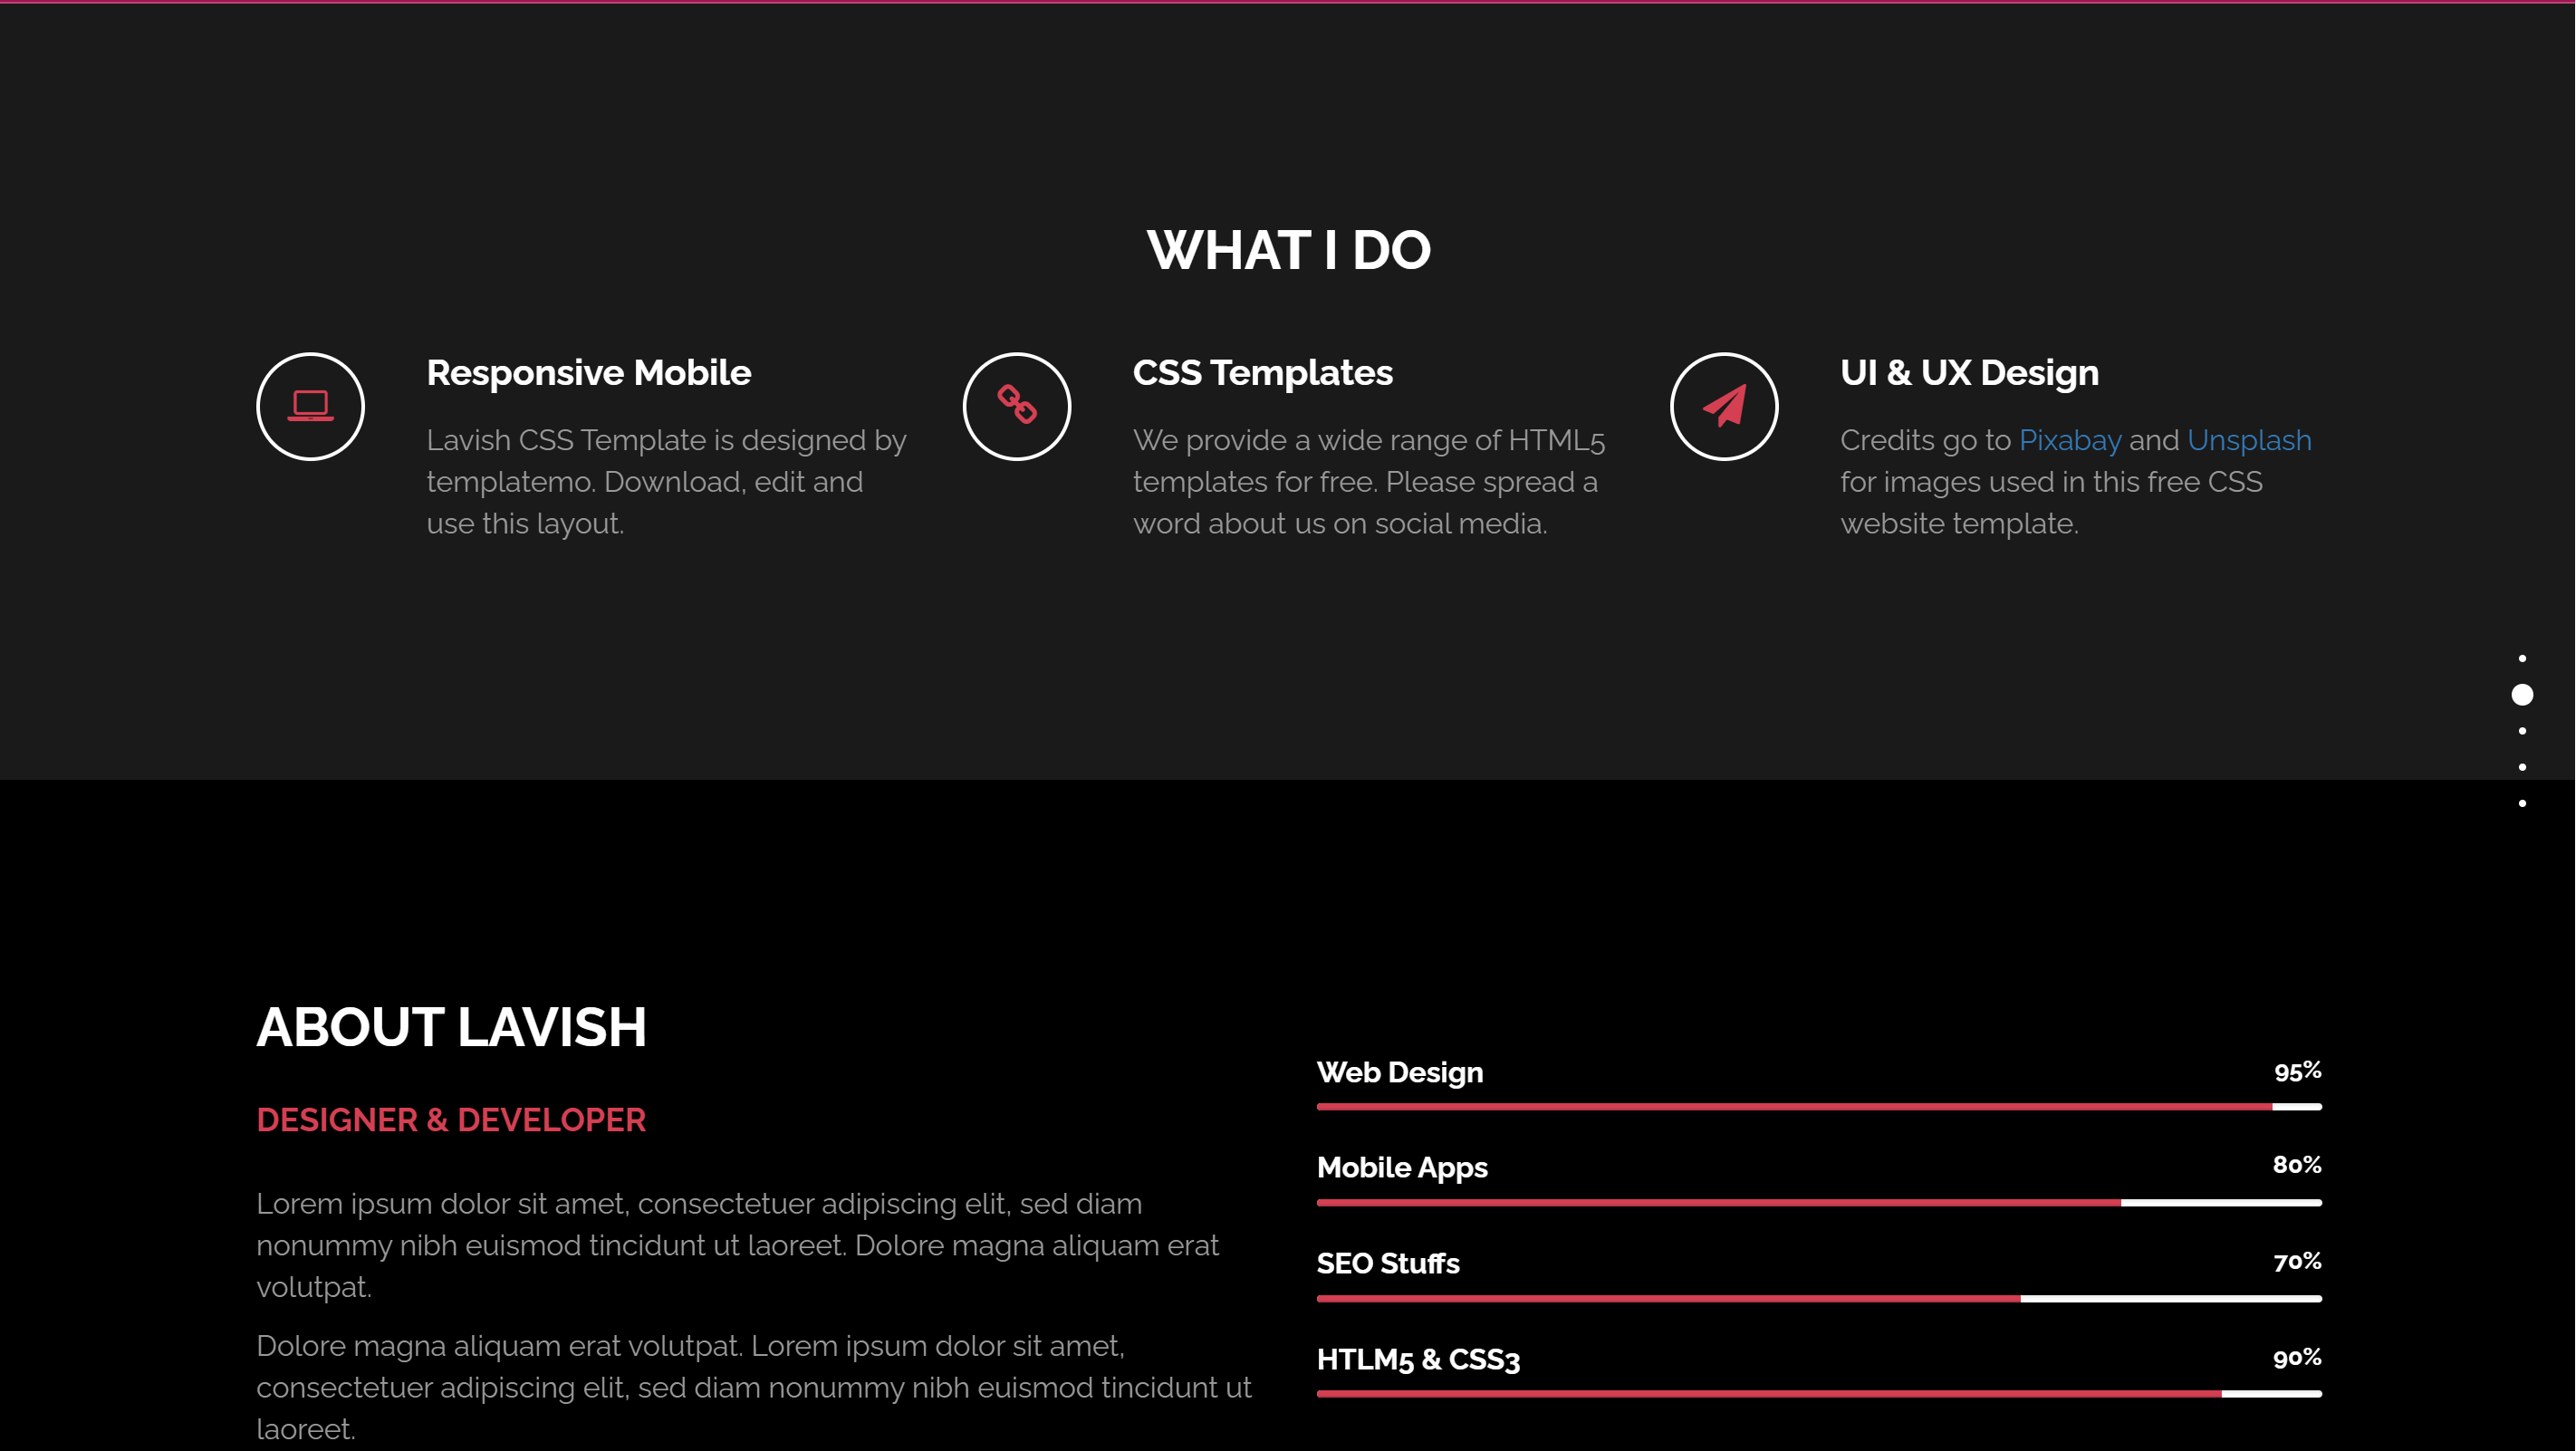 WHAT I DO
Responsive Mobile
Lavish CSS Template is designed by
templatemo. Download, edit and
use this layout.
CSS Templates
We provide a wide range of HTML5
templates for free. Please spread a
word about us on social media.
UI & UX Design
Credits go to Pixabay and Unsplash
for images used in this free CSS
website template.
ABOUT LAVISH
DESIGNER & DEVELOPER
Lorem ipsum dolor sit amet, consectetuer adipiscing elit, sed diam
nonummy nibh euismod tincidunt ut laoreet. Dolore magna aliquam erat
volutpat.
Dolore magna aliquam erat volutpat. Lorem ipsum dolor sit amet,
consectetuer adipiscing elit, sed diam nonummy nibh euismod tincidunt ut
laoreet.
Web Design 95%
Mobile Apps 80%
SEO Stuffs 70%
HTLM5 & CSS3 90%